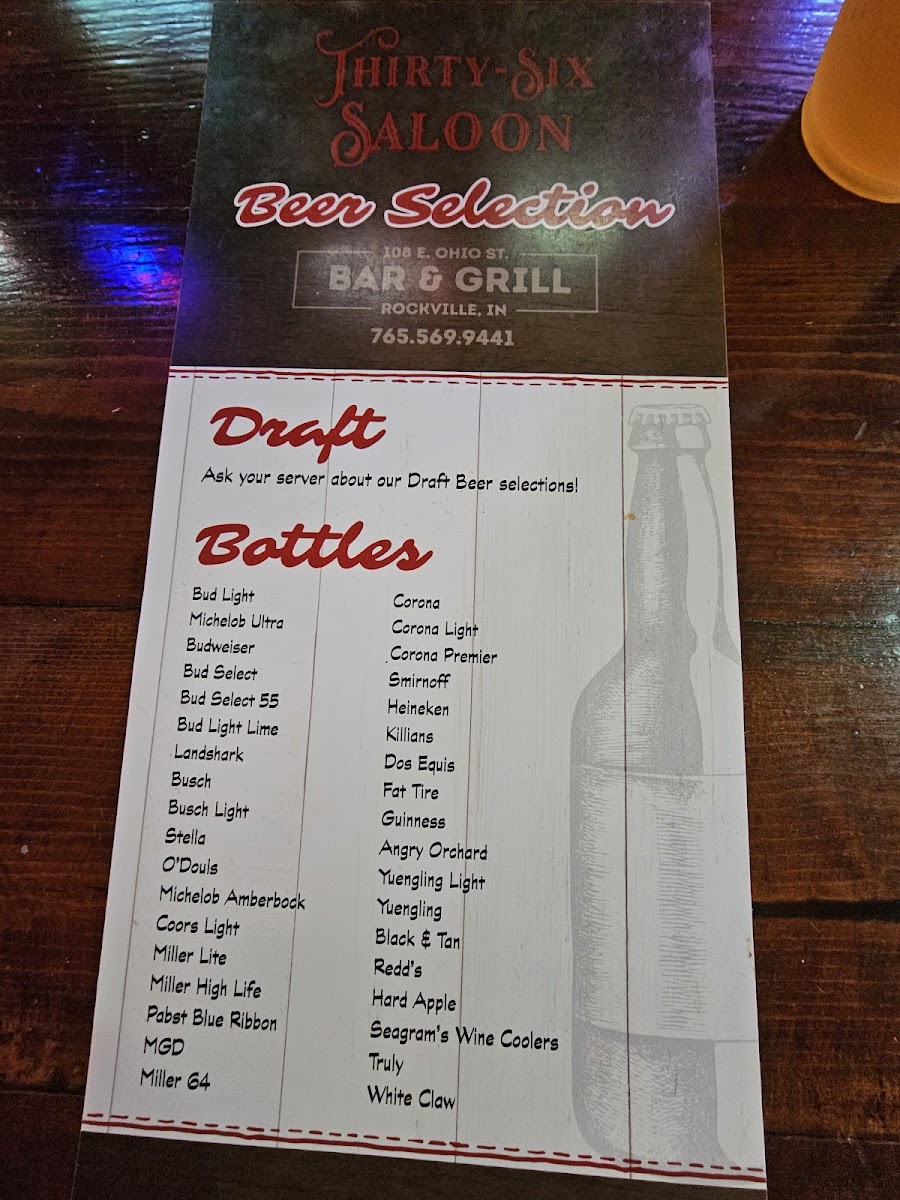 Thirty-Six
Saloon
Beer Selection
108 E. OHIO ST.
BAR & GRILL
ROCKVILLE, IN
765.569.9441
Draft
Ask your server about our Draft Beer selections!
Bottles
Bud Light
Michelob Ultra
Budweiser
Bud Select
Bud Select 55
Bud Light Lime
Landshark
Busch
Busch Light
Stella
O'Douls
Michelob Amberbock
Coors Light
Miller Lite
Miller High Life
Pabst Blue Ribbon
MGD
Miller 64
Corona
Corona Light
Corona Premier
Smirnoff
Heineken
Killians
Dos Equis
Fat Tire
Guinness
Angry Orchard
Yuengling Light
Yuengling
Black & Tan
Redd's
Hard Apple
Seagram's Wine Coolers
Truly
White Claw